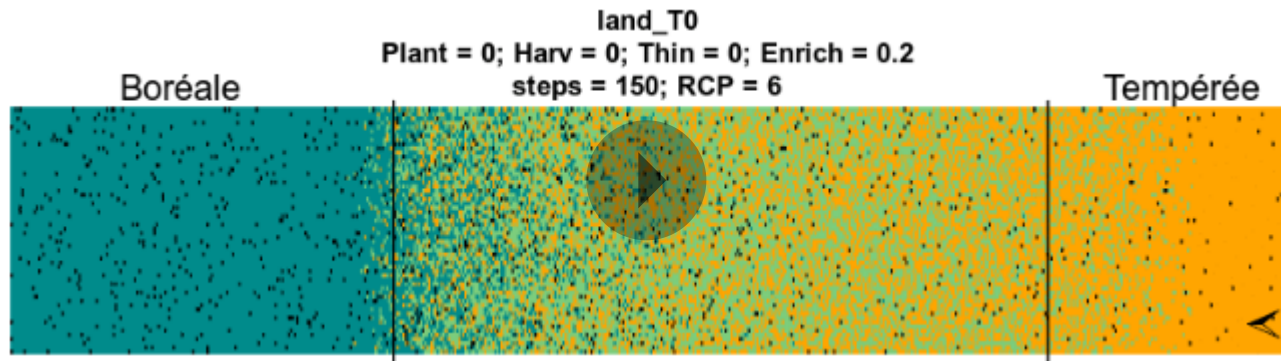 land_T0
Plant = 0; Harv = 0; Thin = 0; Enrich = 0.2
steps = 150; RCP = 6
Boréale
Tempérée